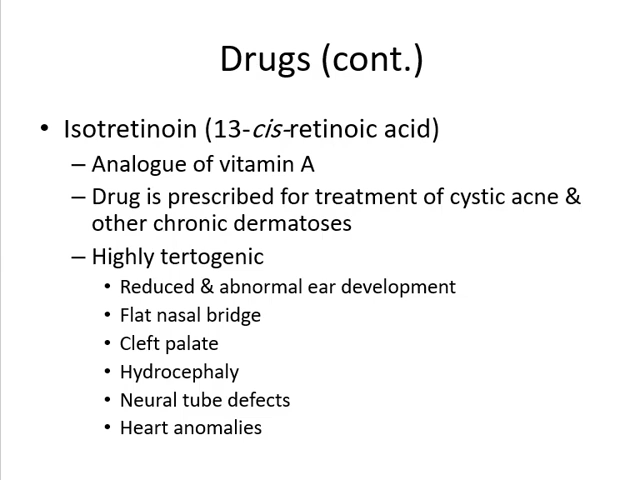 Drugs (cont.)
• Isotretinoin (13-cis-retinoic acid)
– Analogue of vitamin A
– Drug is prescribed for treatment of cystic acne &
other chronic dermatoses
– Highly tertogenic
• Reduced & abnormal ear development
• Flat nasal bridge
• Cleft palate
• Hydrocephaly
• Neural tube defects
• Heart anomalies